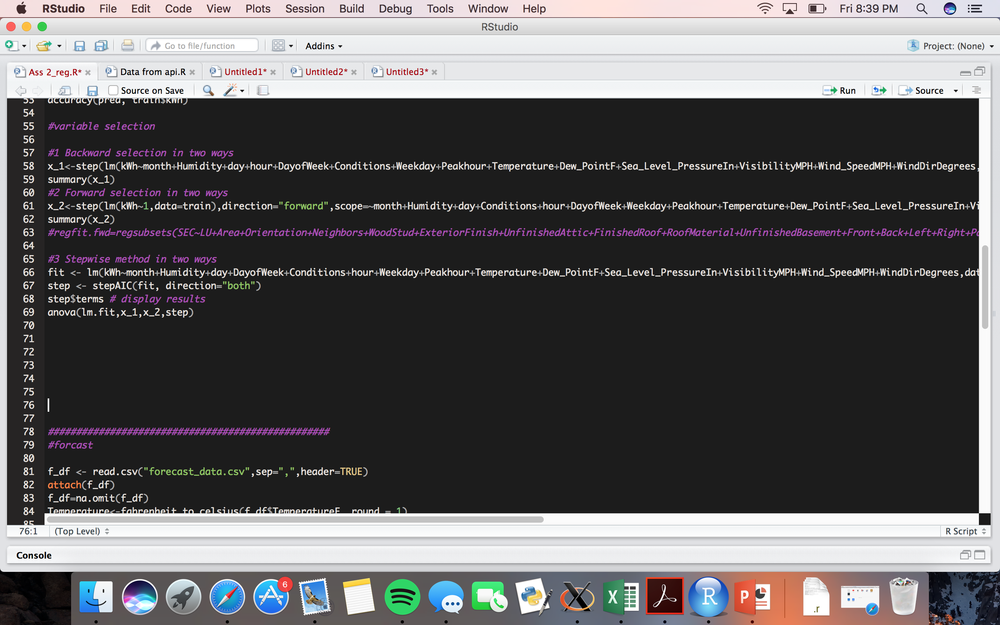 RStudio File Edit Code View Plots Session Build Debug Tools Window Help Fri 8:39 PM
RStudio
Go to file/function Addins Project: (None)
Ass 2_reg.R* Data from api.R Untitled1* Untitled2* Untitled3*
Source on Save Run Source
53 accuracy(pred, train$kWh)
54
55 #variable selection
56
57 #1 Backward selection in two ways
58 x_1<-step(lm(kWh~month+Humidity+day+hour+DayofWeek+Conditions+Weekday+Peakhour+Temperature+Dew_PointF+Sea_Level_PressureIn+VisibilityMPH+Wind_SpeedMPH+WindDirDegrees,
59 summary(x_1)
60 #2 Forward selection in two ways
61 x_2<-step(lm(kWh~1,data=train),direction="forward",scope=~month+Humidity+day+Conditions+hour+DayofWeek+Weekday+Peakhour+Temperature+Dew_PointF+Sea_Level_PressureIn+Vi
62 summary(x_2)
63 #regfit.fwd=regsubsets(SEC~LU+Area+Orientation+Neighbors+WoodStud+ExteriorFinish+UnfinishedAttic+FinishedRoof+RoofMaterial+UnfinishedBasement+Front+Back+Left+Right+Po
64
65 #3 Stepwise method in two ways
66 fit <- lm(kWh~month+Humidity+day+DayofWeek+Conditions+hour+Weekday+Peakhour+Temperature+Dew_PointF+Sea_Level_PressureIn+VisibilityMPH+Wind_SpeedMPH+WindDirDegrees,dat
67 step <- stepAIC(fit, direction="both")
68 step$terms # display results
69 anova(lm.fit,x_1,x_2,step)
70
71
72
73
74
75
76
77
78 ##################################################
79 #forcast
80
81 f_df <- read.csv("forecast_data.csv",sep=",",header=TRUE)
82 attach(f_df)
83 f_df=na.omit(f_df)
84 Temperature<-fahrenheit.to.celsius(f_df$TemperatureF, round = 1)
85
76:1 (Top Level) R Script
Console
6
X
R
P
.r